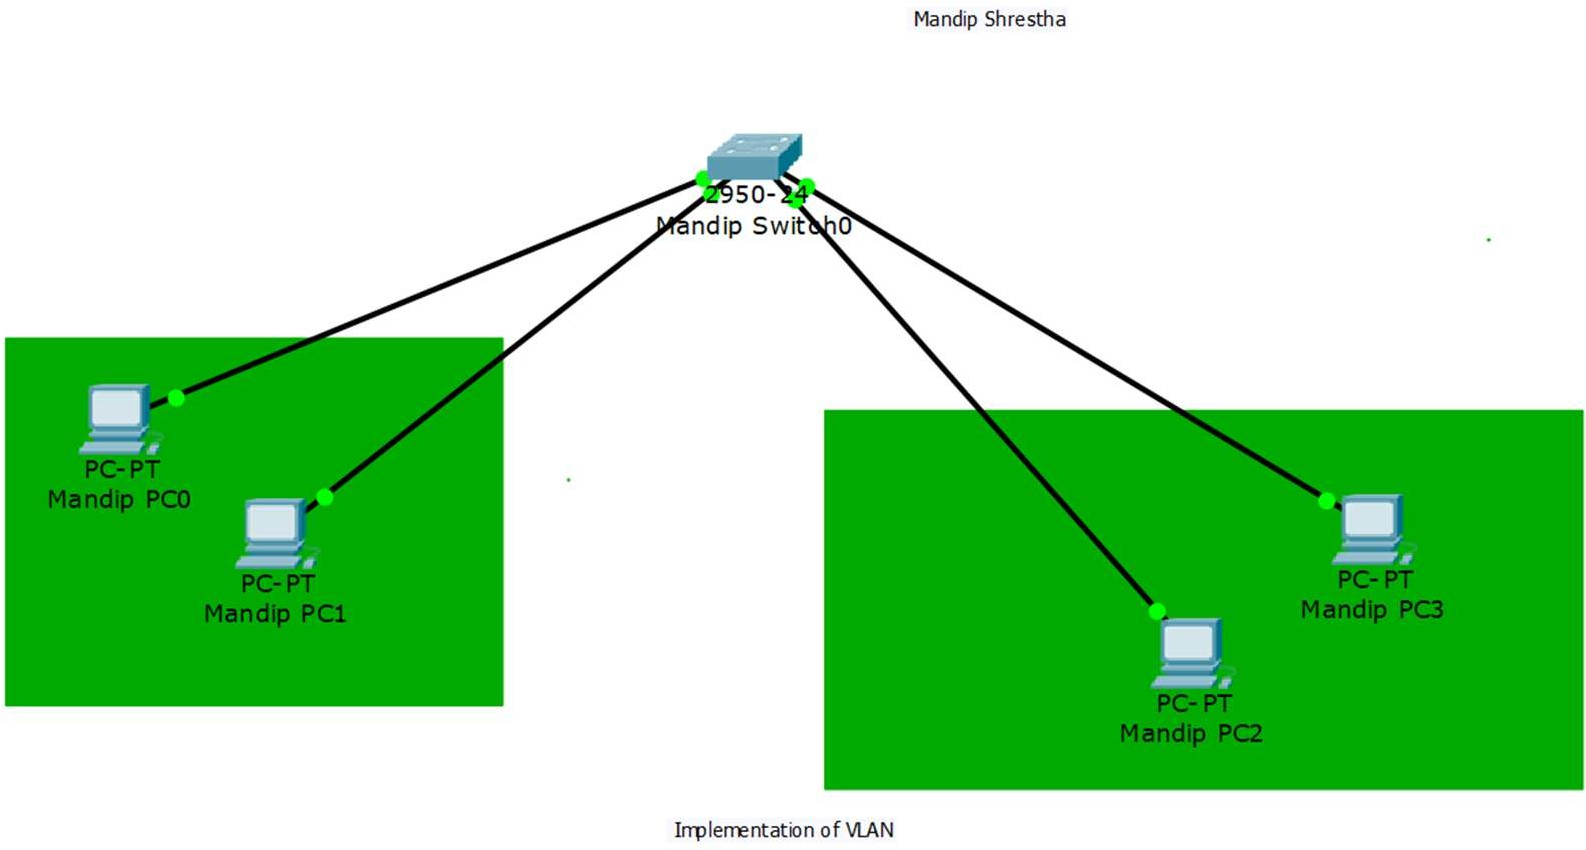 Mandip Shrestha
2950-24
Mandip Switch0
PC-PT
Mandip PC0
PC-PT
Mandip PC1
PC-PT
Mandip PC3
PC-PT
Mandip PC2
Implementation of VLAN